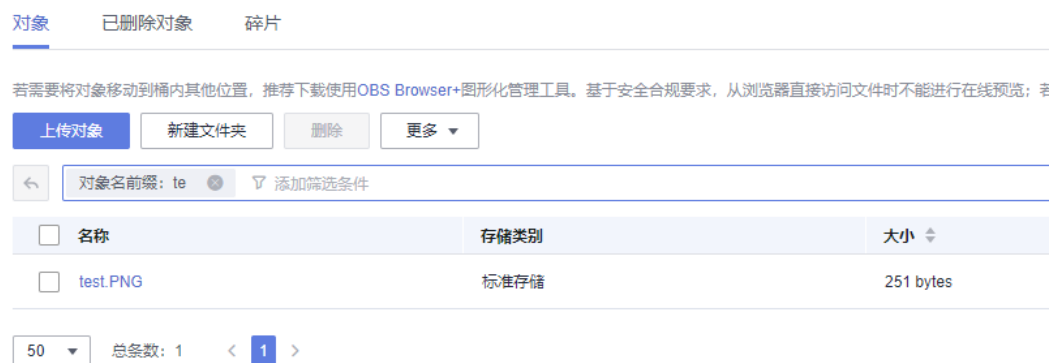 对象 已删除对象 碎片
若需要将对象移动到桶内其他位置，推荐下载使用OBS Browser+图形化管理工具。基于安全合规要求，从浏览器直接访问文件时不能进行在线预览；若
上传对象 新建文件夹 删除 更多
对象名前缀：te 添加筛选条件
名称 存储类别 大小
test.PNG 标准存储 251 bytes
50 总条数：1 < 1 >